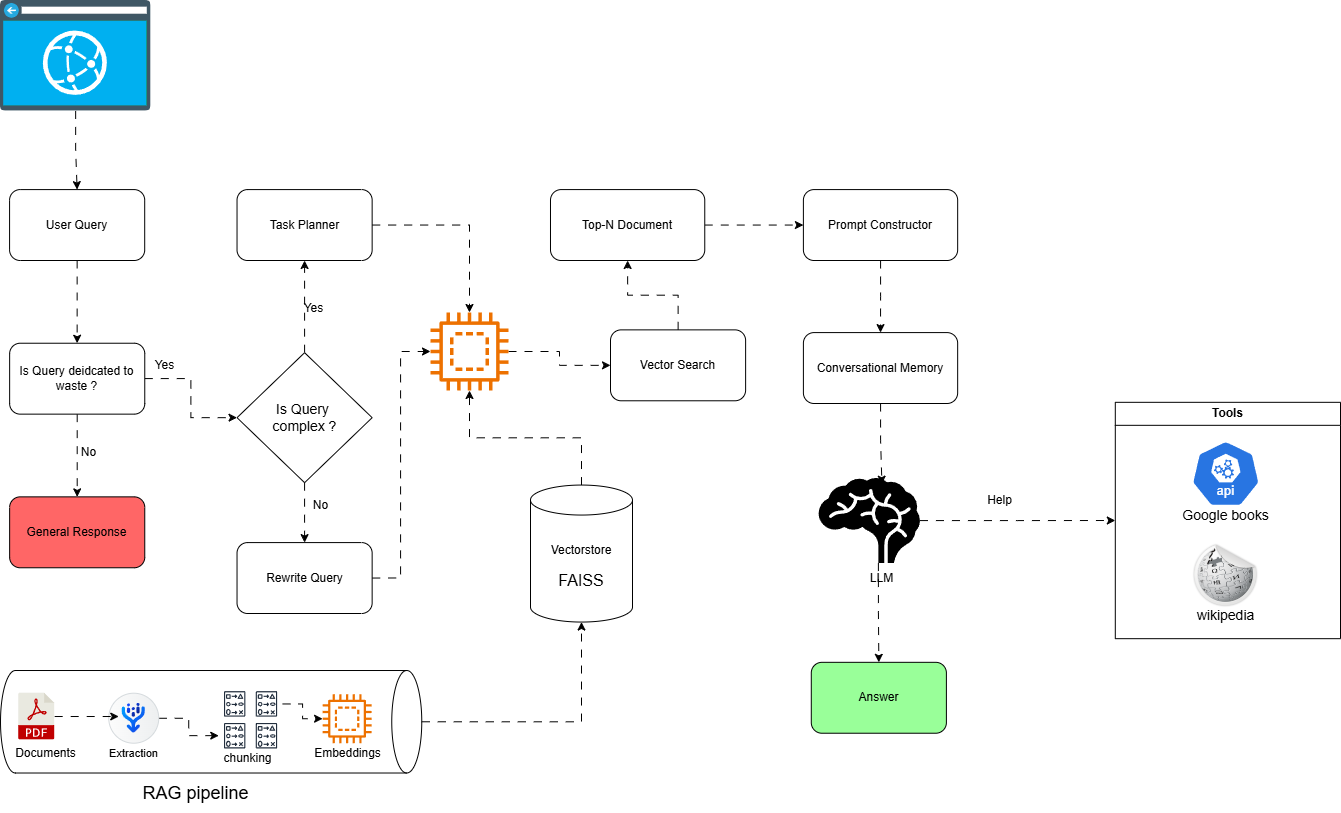 User Query
Task Planner
Top-N Document
Prompt Constructor
Yes
Is Query deidcated to
waste ?
Yes
Vector Search
Conversational Memory
Is Query
complex ?
Tools
api
Google books
No
No
Help
General Response
Rewrite Query
Vectorstore
FAISS
LLM
wikipedia
Answer
PDF
Documents
Extraction
chunking
Embeddings
RAG pipeline